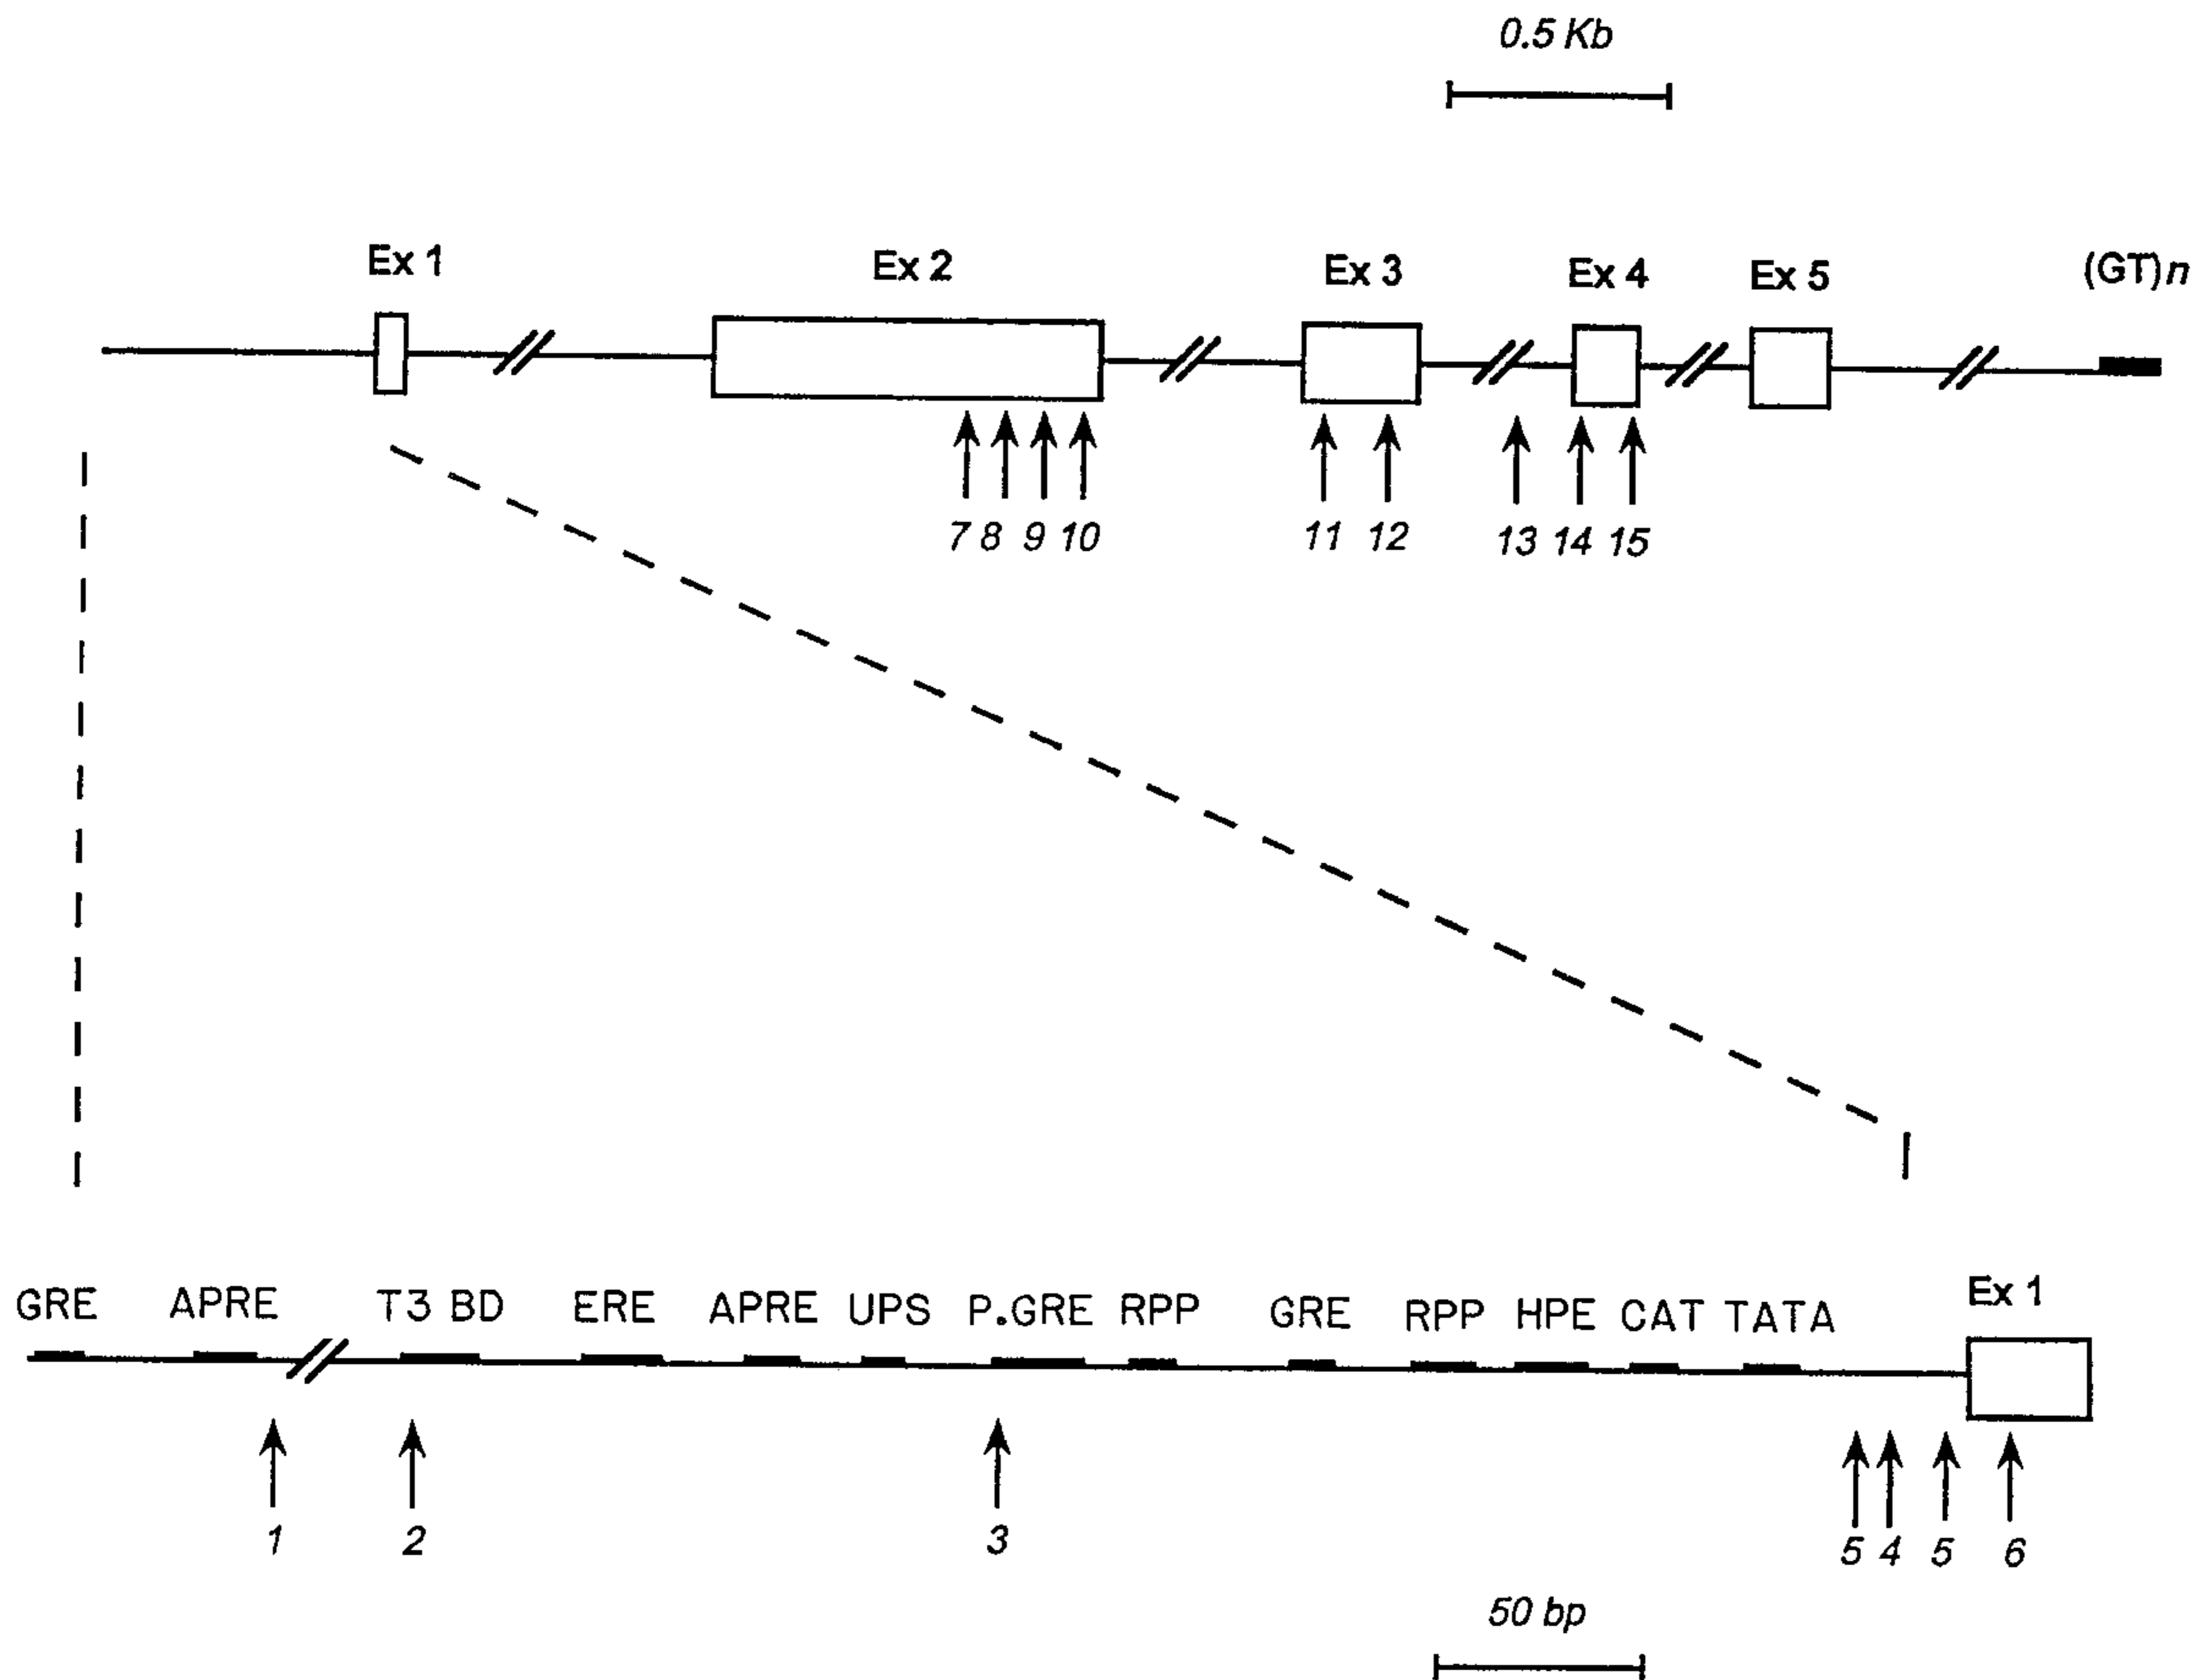 0.5 Kb
Ex 1 Ex 2 Ex 3 Ex 4 Ex 5 (GT)n
7 8 9 10 11 12 13 14 15
GRE APRE T3 BD ERE APRE UPS P.GRE RPP GRE RPP HPE CAT TATA Ex 1
1 2 3 5 4 5 6
50 bp